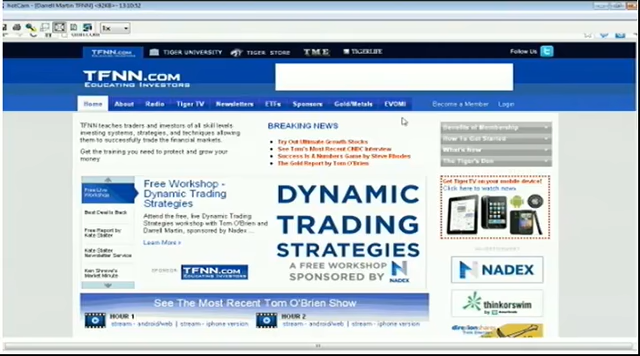 TFNN.COM TIGER UNIVERSITY TIGER STORE TME TIGERLIFE Follow Us
TFNN.COM
EDUCATING INVESTORS
Home About Radio Tiger TV Newsletters ETFs Sponsors Gold/Metals Become a Member Login
TFNN teaches traders and investors of all skill levels
investing systems, strategies, and techniques allowing
them to successfully trade the financial markets.
Get the training you need to protect and grow your
money
BREAKING NEWS
Try Out Ultimate Growth Stocks
See Tom's Most Recent CNBC Interview
Success Is A Numbers Game by Steve Rhodes
The Gold Report by Tom O'Brien
Benefits of Membership
How To Get Started
What's New
The Tiger's Den
Free Live
Workshop
Best Deals Back
Free Report by
Kate Stalter
Kate Stalter
Newsletter Service
Ken Shreve's
Market Minute
Free Workshop -
Dynamic Trading
Strategies
Attend the free, live Dynamic Trading
Strategies workshop with Tom O'Brien and
Darrell Martin, sponsored by Nadex ...
Learn More »
SPONSOR
TFNN.COM
EDUCATING INVESTORS
DYNAMIC
TRADING
STRATEGIES
A FREE WORKSHOP
SPONSORED BY NADEX
Get Tiger TV on your mobile device!
Click here to watch now
ADVERTISEMENT
NADEX
thinkorswim
See The Most Recent Tom O'Brien Show
HOUR 1
stream - android/web | stream - iphone version
HOUR 2
stream - android/web | stream - iphone version